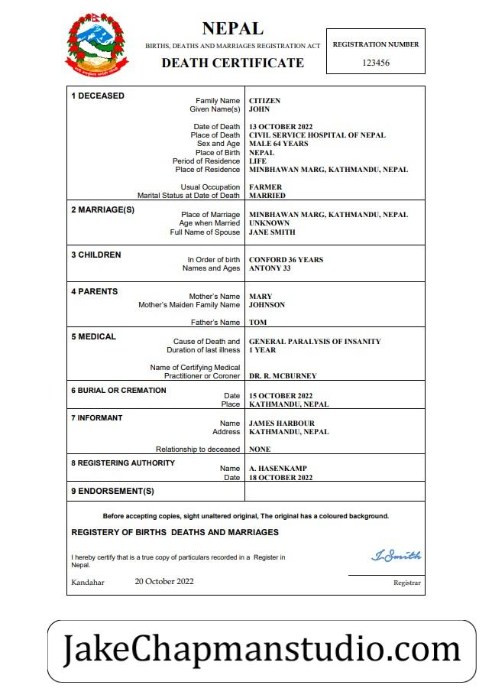 NEPAL
BIRTHS, DEATHS AND MARRIAGES REGISTRATION ACT
DEATH CERTIFICATE
REGISTRATION NUMBER
123456
1 DECEASED
Family Name CITIZEN
Given Name(s) JOHN
Date of Death 13 OCTOBER 2022
Place of Death CIVIL SERVICE HOSPITAL OF NEPAL
Sex and Age MALE 64 YEARS
Place of Birth NEPAL
Period of Residence LIFE
Place of Residence MINBHAWAN MARG, KATHMANDU, NEPAL
Usual Occupation FARMER
Marital Status at Date of Death MARRIED
2 MARRIAGE(S)
Place of Marriage MINBHAWAN MARG, KATHMANDU, NEPAL
Age when Married UNKNOWN
Full Name of Spouse JANE SMITH
3 CHILDREN
In Order of birth CONFORD 36 YEARS
Names and Ages ANTONY 33
4 PARENTS
Mother's Name MARY
Mother's Maiden Family Name JOHNSON
Father's Name TOM
5 MEDICAL
Cause of Death and GENERAL PARALYSIS OF INSANITY
Duration of last illness 1 YEAR
Name of Certifying Medical
Practitioner or Coroner DR. R. MCBURNEY
6 BURIAL OR CREMATION
Date 15 OCTOBER 2022
Place KATHMANDU, NEPAL
7 INFORMANT
Name JAMES HARBOUR
Address KATHMANDU, NEPAL
Relationship to deceased NONE
8 REGISTERING AUTHORITY
Name A. HASENKAMP
Date 18 OCTOBER 2022
9 ENDORSEMENT(S)
Before accepting copies, sight unaltered original, The original has a coloured background.
REGISTERY OF BIRTHS DEATHS AND MARRIAGES
I hereby certify that is a true copy of particulars recorded in a Register in
Nepal.
I.Smith
Kandahar 20 October 2022 Registrar
JakeChapmanstudio.com